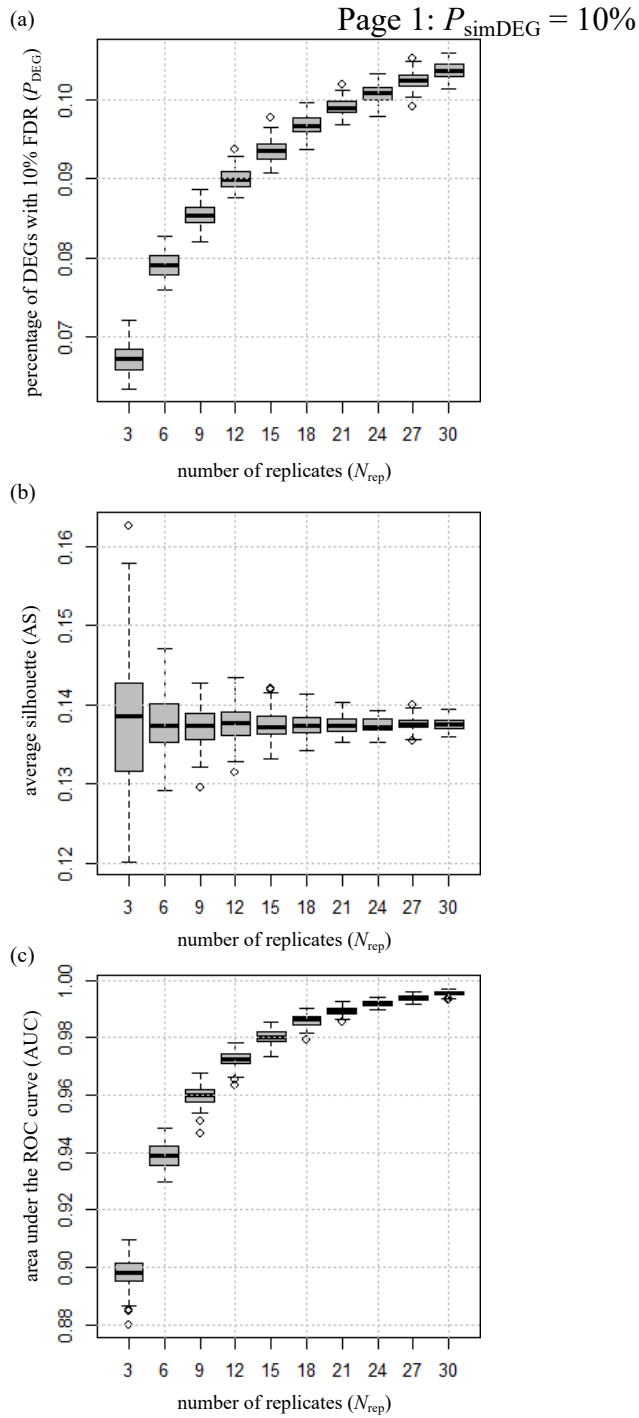 (a)
Page 1: P_simDEG = 10%
percentage of DEGs with 10% FDR (P_DEG)
0.10
0.09
0.08
0.07
3 6 9 12 15 18 21 24 27 30
number of replicates (N_rep)
(b)
average silhouette (AS)
0.16
0.15
0.14
0.13
0.12
3 6 9 12 15 18 21 24 27 30
number of replicates (N_rep)
(c)
area under the ROC curve (AUC)
1.00
0.98
0.96
0.94
0.92
0.90
0.88
3 6 9 12 15 18 21 24 27 30
number of replicates (N_rep)